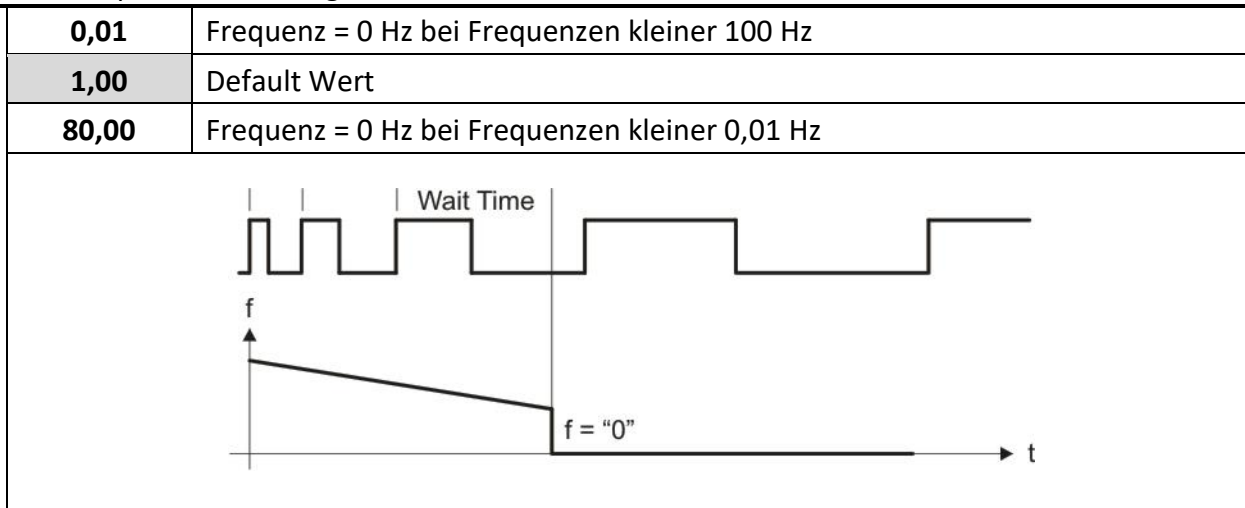 0,01 Frequenz = 0 Hz bei Frequenzen kleiner 100 Hz
1,00 Default Wert
80,00 Frequenz = 0 Hz bei Frequenzen kleiner 0,01 Hz
Wait Time
f
f = “0”
t